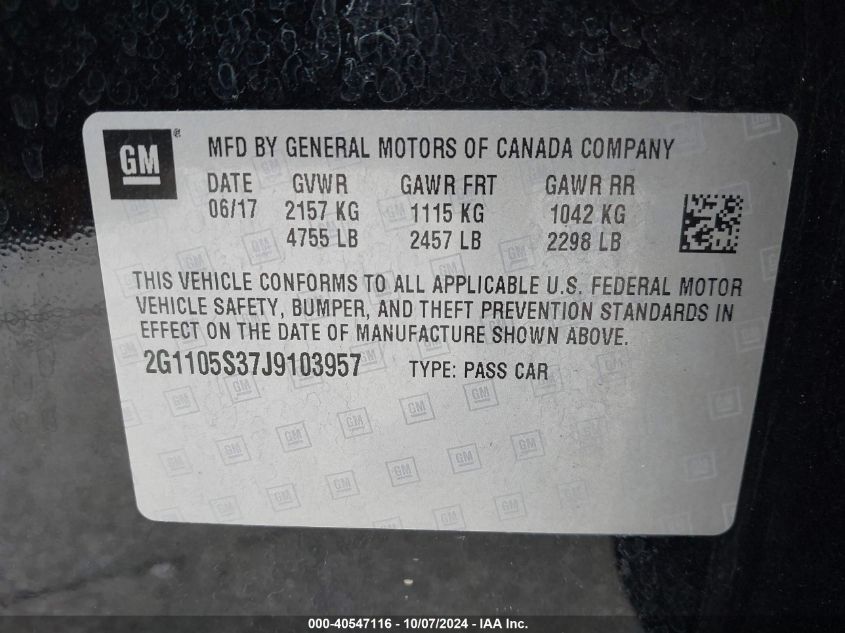 GM® MFD BY GENERAL MOTORS OF CANADA COMPANY
DATE GVWR GAWR FRT GAWR RR
06/17 2157 KG 1115 KG 1042 KG
4755 LB 2457 LB 2298 LB
THIS VEHICLE CONFORMS TO ALL APPLICABLE U.S. FEDERAL MOTOR
VEHICLE SAFETY, BUMPER, AND THEFT PREVENTION STANDARDS IN
EFFECT ON THE DATE OF MANUFACTURE SHOWN ABOVE.
2G1105S37J9103957 TYPE: PASS CAR
000-40547116 - 10/07/2024 - IAA Inc.